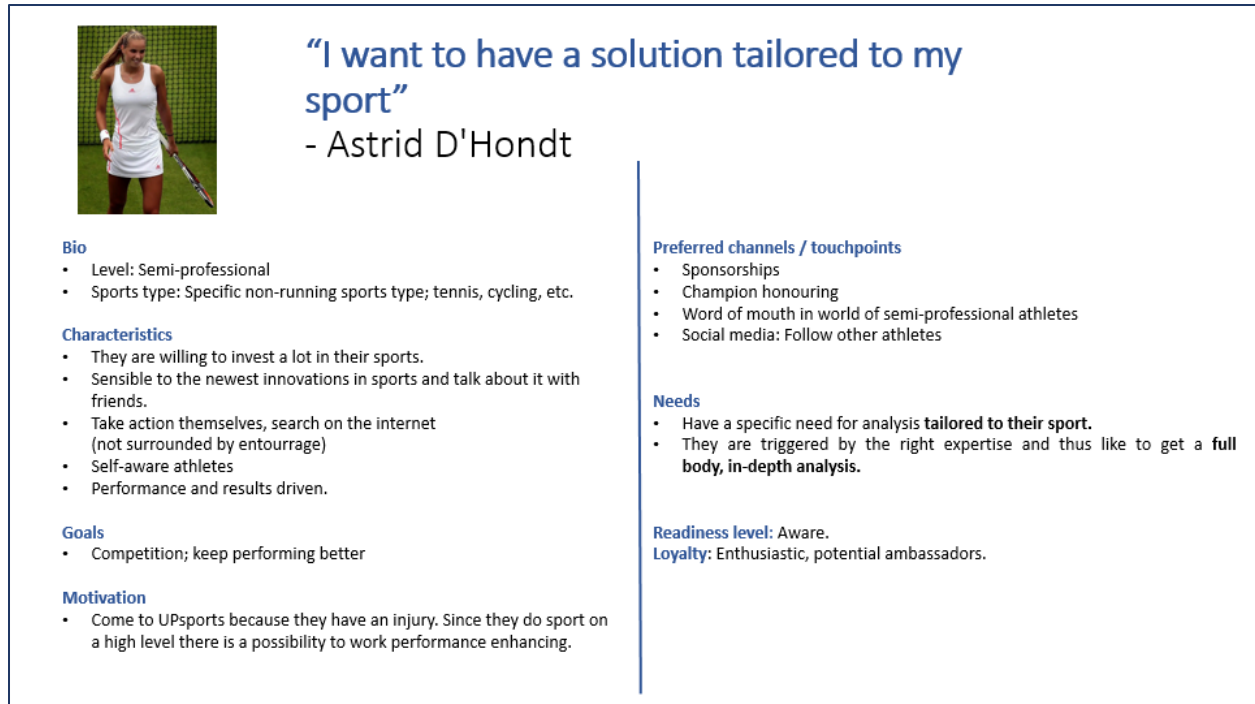 “I want to have a solution tailored to my
sport”
- Astrid D'Hondt
Bio
• Level: Semi-professional
• Sports type: Specific non-running sports type; tennis, cycling, etc.
Characteristics
• They are willing to invest a lot in their sports.
• Sensible to the newest innovations in sports and talk about it with
friends.
• Take action themselves, search on the internet
(not surrounded by entourrage)
• Self-aware athletes
• Performance and results driven.
Goals
• Competition; keep performing better
Motivation
• Come to UPsports because they have an injury. Since they do sport on
a high level there is a possibility to work performance enhancing.
Preferred channels / touchpoints
• Sponsorships
• Champion honouring
• Word of mouth in world of semi-professional athletes
• Social media: Follow other athletes
Needs
• Have a specific need for analysis tailored to their sport.
• They are triggered by the right expertise and thus like to get a full
body, in-depth analysis.
Readiness level: Aware.
Loyalty: Enthusiastic, potential ambassadors.